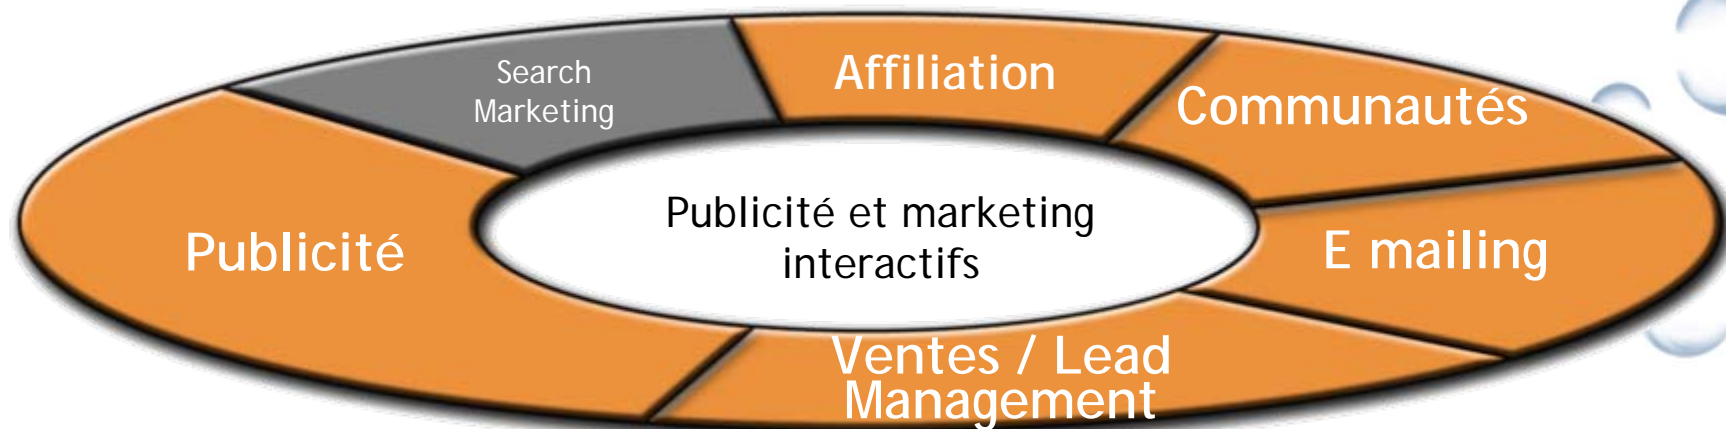 Search
Marketing
Affiliation
Communautés
Publicité
Publicité et marketing
interactifs
E mailing
Ventes / Lead
Management